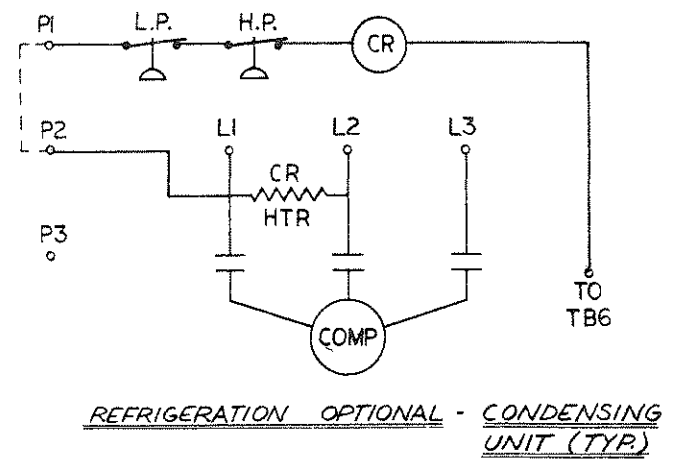 P1
L.P.
H.P.
CR
P2
L1
L2
L3
CR
HTR
P3
TO
TB6
COMP
REFRIGERATION OPTIONAL - CONDENSING
UNIT (TYP.)